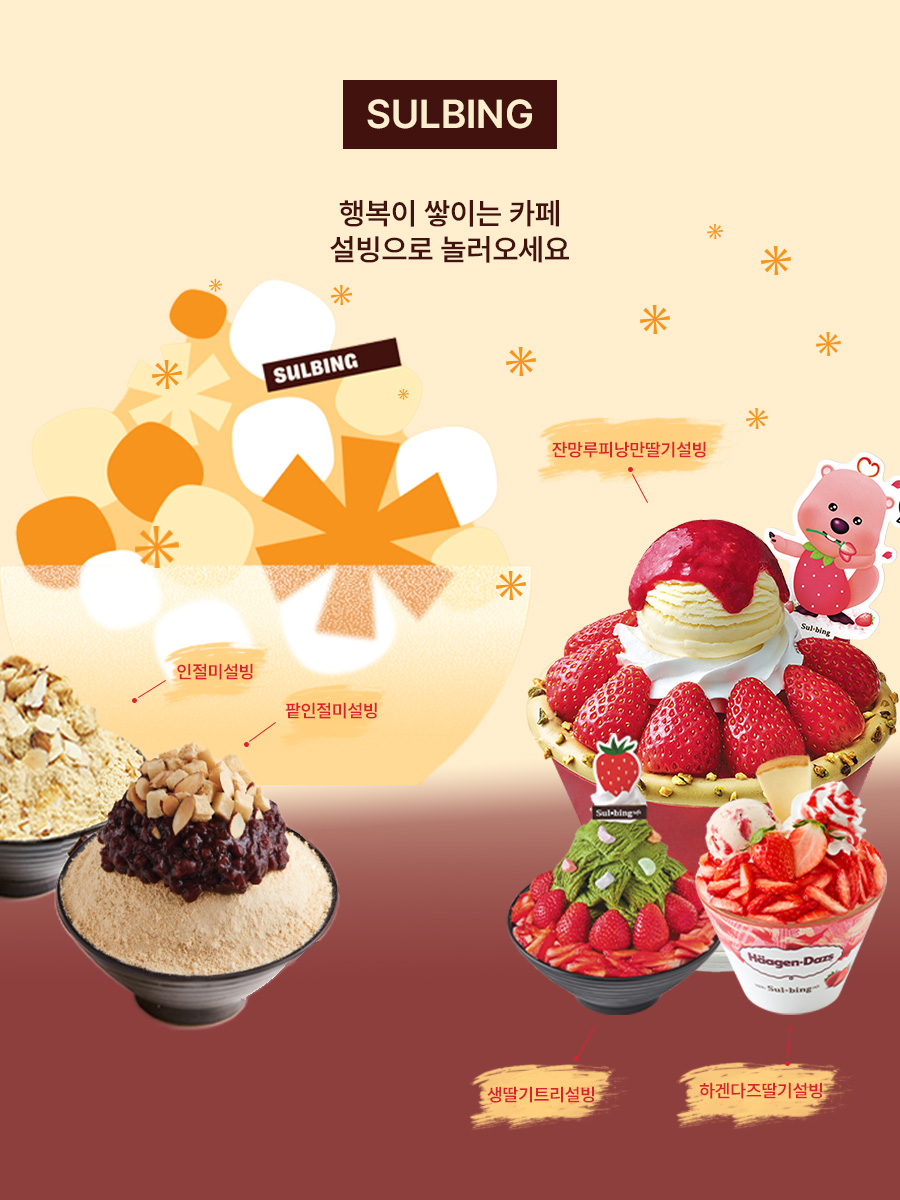 SULBING
행복이 쌓이는 카페
설빙으로 놀러오세요
SULBING
잔망루피낭만딸기설빙
Sul·bing
인절미설빙
팥인절미설빙
Sul•bing
Häagen-Dazs
Sul•bing
생딸기트리설빙
하겐다즈딸기설빙